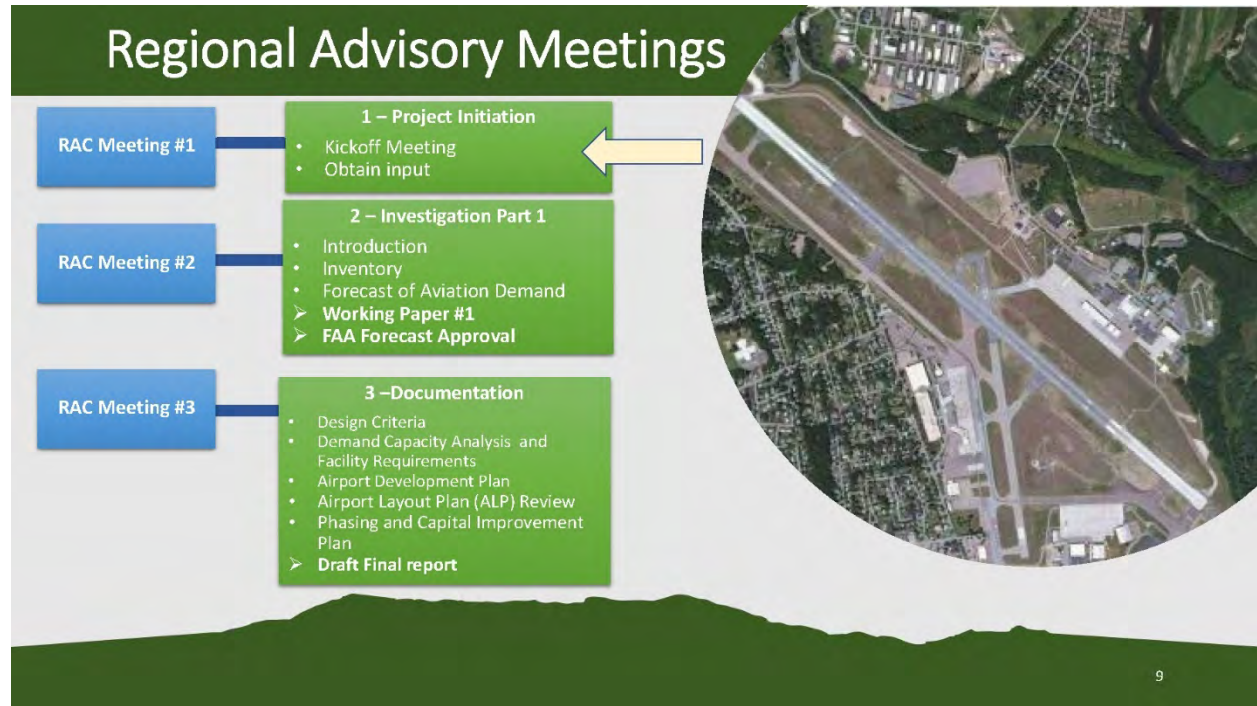 Regional Advisory Meetings
RAC Meeting #1
1 – Project Initiation
• Kickoff Meeting
• Obtain input
RAC Meeting #2
2 – Investigation Part 1
• Introduction
• Inventory
• Forecast of Aviation Demand
➢ Working Paper #1
➢ FAA Forecast Approval
RAC Meeting #3
3 –Documentation
• Design Criteria
• Demand Capacity Analysis and
Facility Requirements
• Airport Development Plan
• Airport Layout Plan (ALP) Review
• Phasing and Capital Improvement
Plan
➢ Draft Final report
9